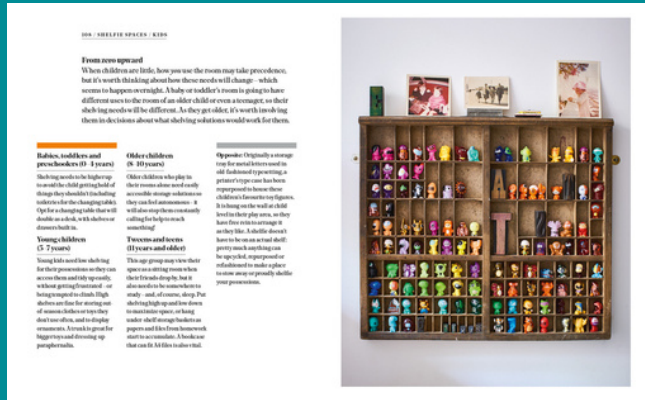 108 / SHELFIE SPACES / KIDS
From zero upward
When children are little, how you use the room may take precedence,
but it's worth thinking about how these needs will change – which
seems to happen overnight. A baby or toddler's room is going to have
different uses to the room of an older child or even a teenager, so their
shelving needs will be different. As they get older, it's worth involving
them in decisions about what shelving solutions would work for them.
Babies, toddlers and
preschoolers (0–4 years)
Shelving needs to be higher up
to avoid the child getting hold of
things they shouldn't (including
toiletries for the changing table).
Opt for a changing table that will
double as a desk, with shelves or
drawers built in.
Young children
(5–7 years)
Young kids need low shelving
for their possessions so they can
access them and tidy up easily,
without getting frustrated – or
being tempted to climb. High
shelves are fine for storing out-
of-season clothes or toys they
don't use often, and to display
ornaments. A trunk is great for
bigger toys and dressing-up
paraphernalia.
Older children
(8–10 years)
Older children who play in
their rooms alone need easily
accessible storage solutions so
they can feel autonomous – it
will also stop them constantly
calling for help to reach
something!
Tweens and teens
(11 years and older)
This age group may view their
space as a sitting room when
their friends drop by, but it
also needs to be somewhere to
study – and, of course, sleep. Put
shelving high up and low down
to maximize space, or hang
under-shelf storage baskets as
papers and files from homework
start to accumulate. A bookcase
that can fit A4 files is also vital.
Opposite: Originally a storage
tray for metal letters used in
old-fashioned typesetting, a
printer's type case has been
repurposed to house these
children's favourite toy figures.
It is hung on the wall at child
level in their play area, so they
have free rein to arrange it
as they like. A shelfie doesn't
have to be on an actual shelf:
pretty much anything can
be upcycled, repurposed or
refashioned to make a place
to stow away or proudly shelfie
your possessions.